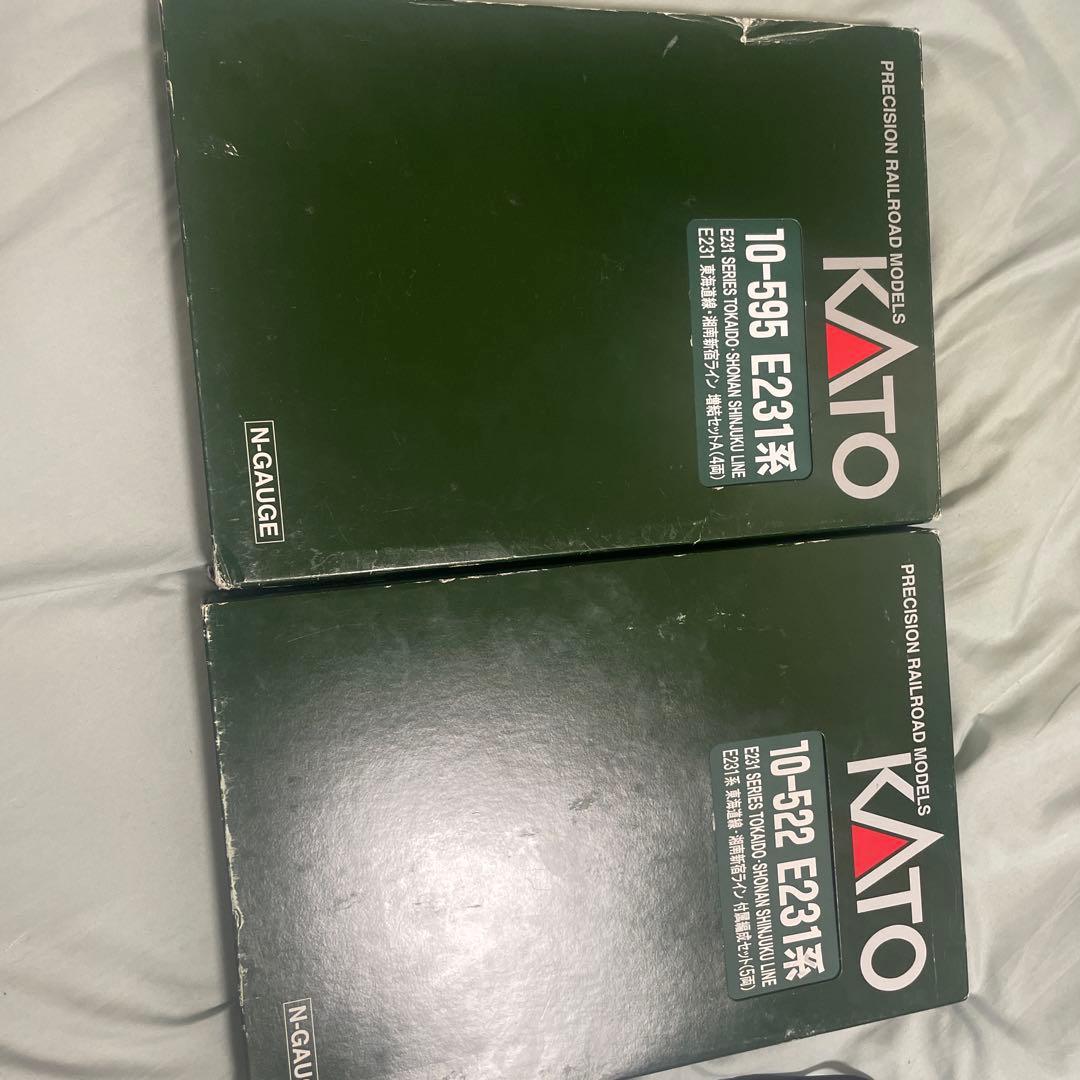 PRECISION RAILROAD MODELS
KATO
10-595 E231系
E231 SERIES TOKAIDO・SHONAN SHINJUKU LINE
E231 東海道線・湘南新宿ライン 増結セットA(4両)
N-GAUGE
PRECISION RAILROAD MODELS
KATO
10-522 E231系
E231 SERIES TOKAIDO・SHONAN SHINJUKU LINE
E231系 東海道線・湘南新宿ライン 付属編成セット(5両)
N-GAU